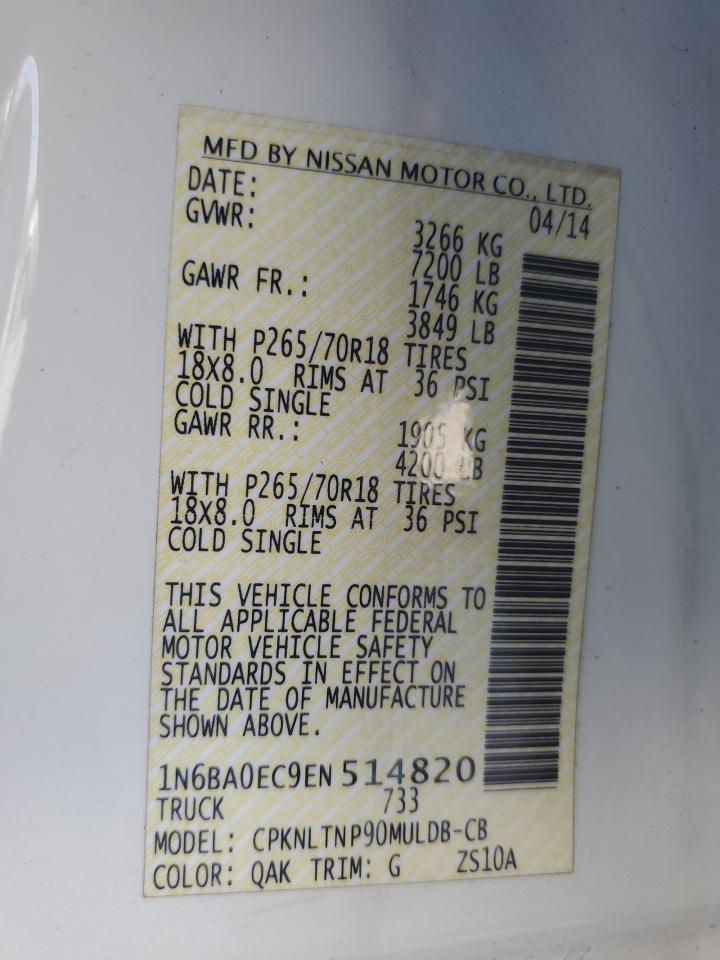 MFD BY NISSAN MOTOR CO., LTD.
DATE: 04/14
GVWR: 3266 KG
7200 LB
GAWR FR.: 1746 KG
3849 LB
WITH P265/70R18 TIRES
18X8.0 RIMS AT 36 PSI
COLD SINGLE
GAWR RR.: 1905 KG
4200 LB
WITH P265/70R18 TIRES
18X8.0 RIMS AT 36 PSI
COLD SINGLE
THIS VEHICLE CONFORMS TO
ALL APPLICABLE FEDERAL
MOTOR VEHICLE SAFETY
STANDARDS IN EFFECT ON
THE DATE OF MANUFACTURE
SHOWN ABOVE.
1N6BA0EC9EN 514820
TRUCK 733
MODEL: CPKNLTNP90MULDB-CB
COLOR: QAK TRIM: G ZS10A